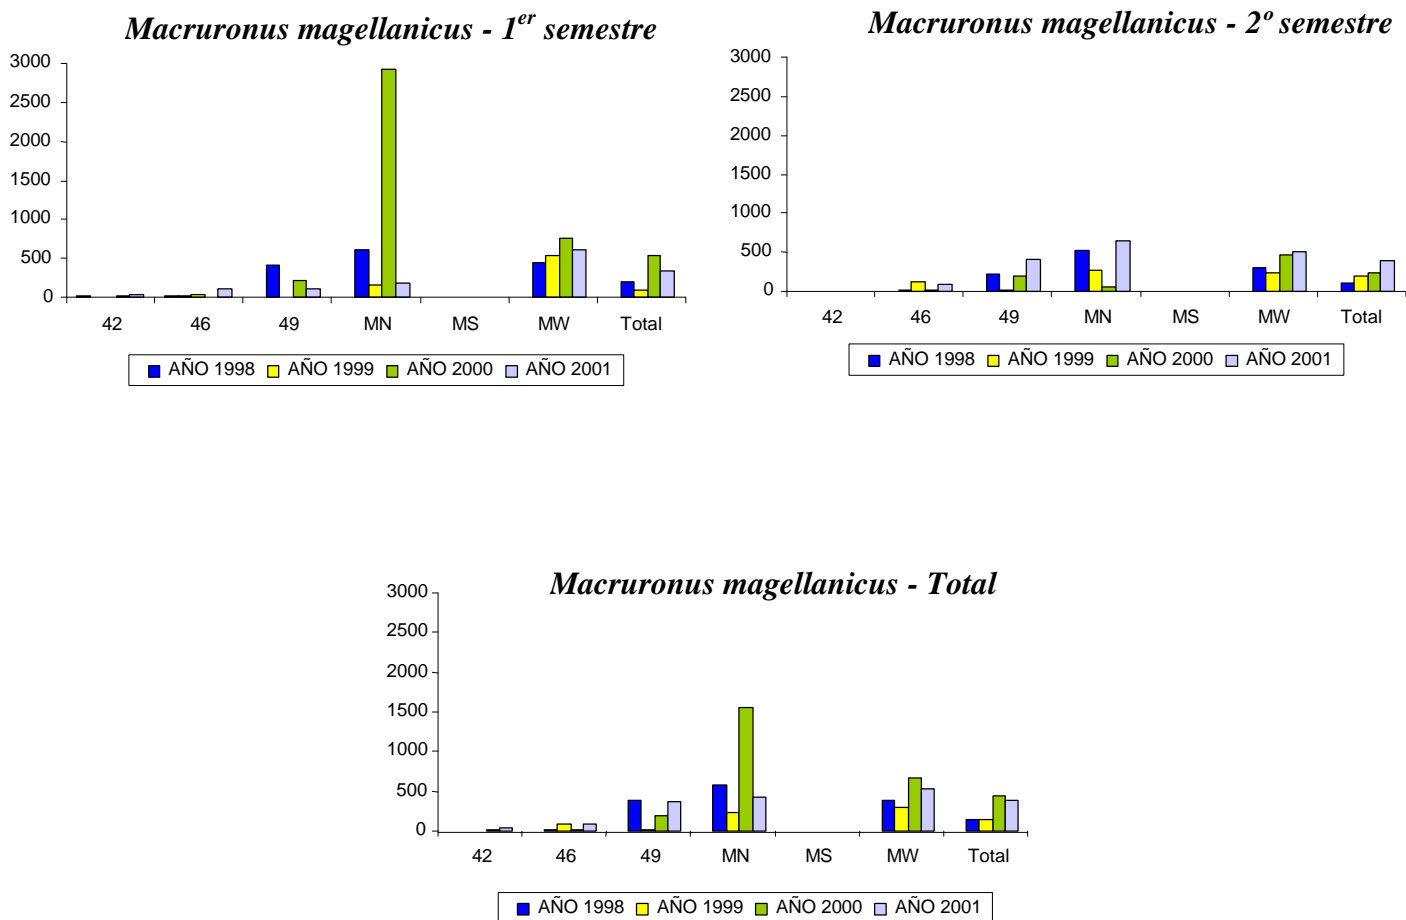 Macruronus magellanicus - 1er semestre
3000
2500
2000
1500
1000
500
0
42 46 49 MN MS MW Total
AÑO 1998 AÑO 1999 AÑO 2000 AÑO 2001
Macruronus magellanicus - 2º semestre
3000
2500
2000
1500
1000
500
0
42 46 49 MN MS MW Total
AÑO 1998 AÑO 1999 AÑO 2000 AÑO 2001
Macruronus magellanicus - Total
3000
2500
2000
1500
1000
500
0
42 46 49 MN MS MW Total
AÑO 1998 AÑO 1999 AÑO 2000 AÑO 2001